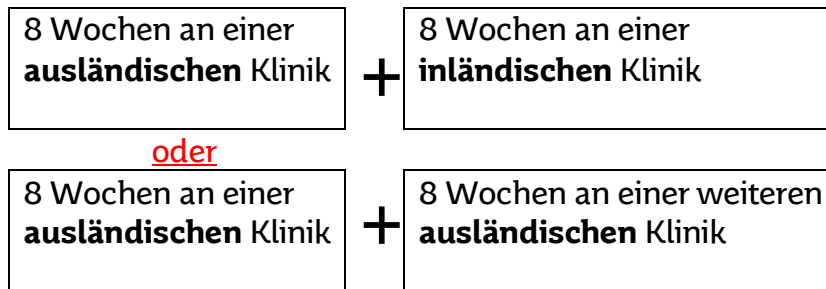 8 Wochen an einer
ausländischen Klinik
+
8 Wochen an einer
inländischen Klinik
oder
8 Wochen an einer
ausländischen Klinik
+
8 Wochen an einer weiteren
ausländischen Klinik